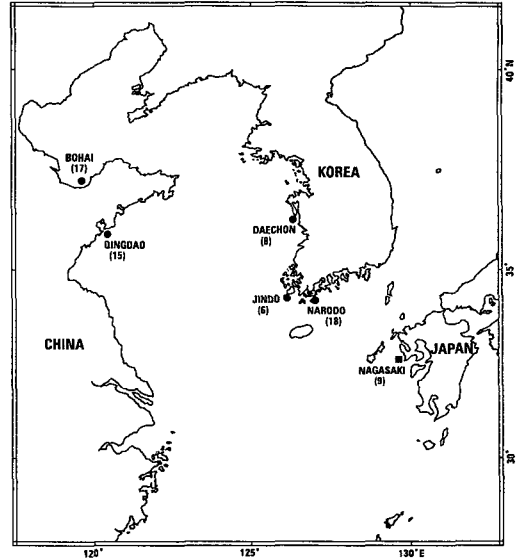 40°N
BOHAI
(17)
KOREA
DAECHON
(8)
QINGDAO
(15)
35°
JINDO
(6)
NARODO
(18)
CHINA
JAPAN
NAGASAKI
(9)
30°
120°
125°
130°E